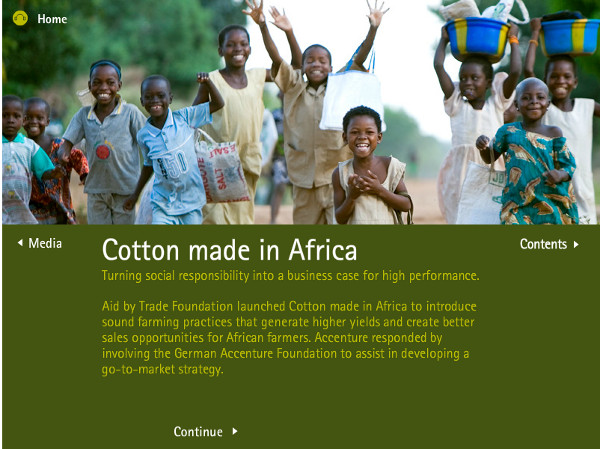 Home
Media
Contents
Cotton made in Africa
Turning social responsibility into a business case for high performance.
Aid by Trade Foundation launched Cotton made in Africa to introduce
sound farming practices that generate higher yields and create better
sales opportunities for African farmers. Accenture responded by
involving the German Accenture Foundation to assist in developing a
go-to-market strategy.
Continue